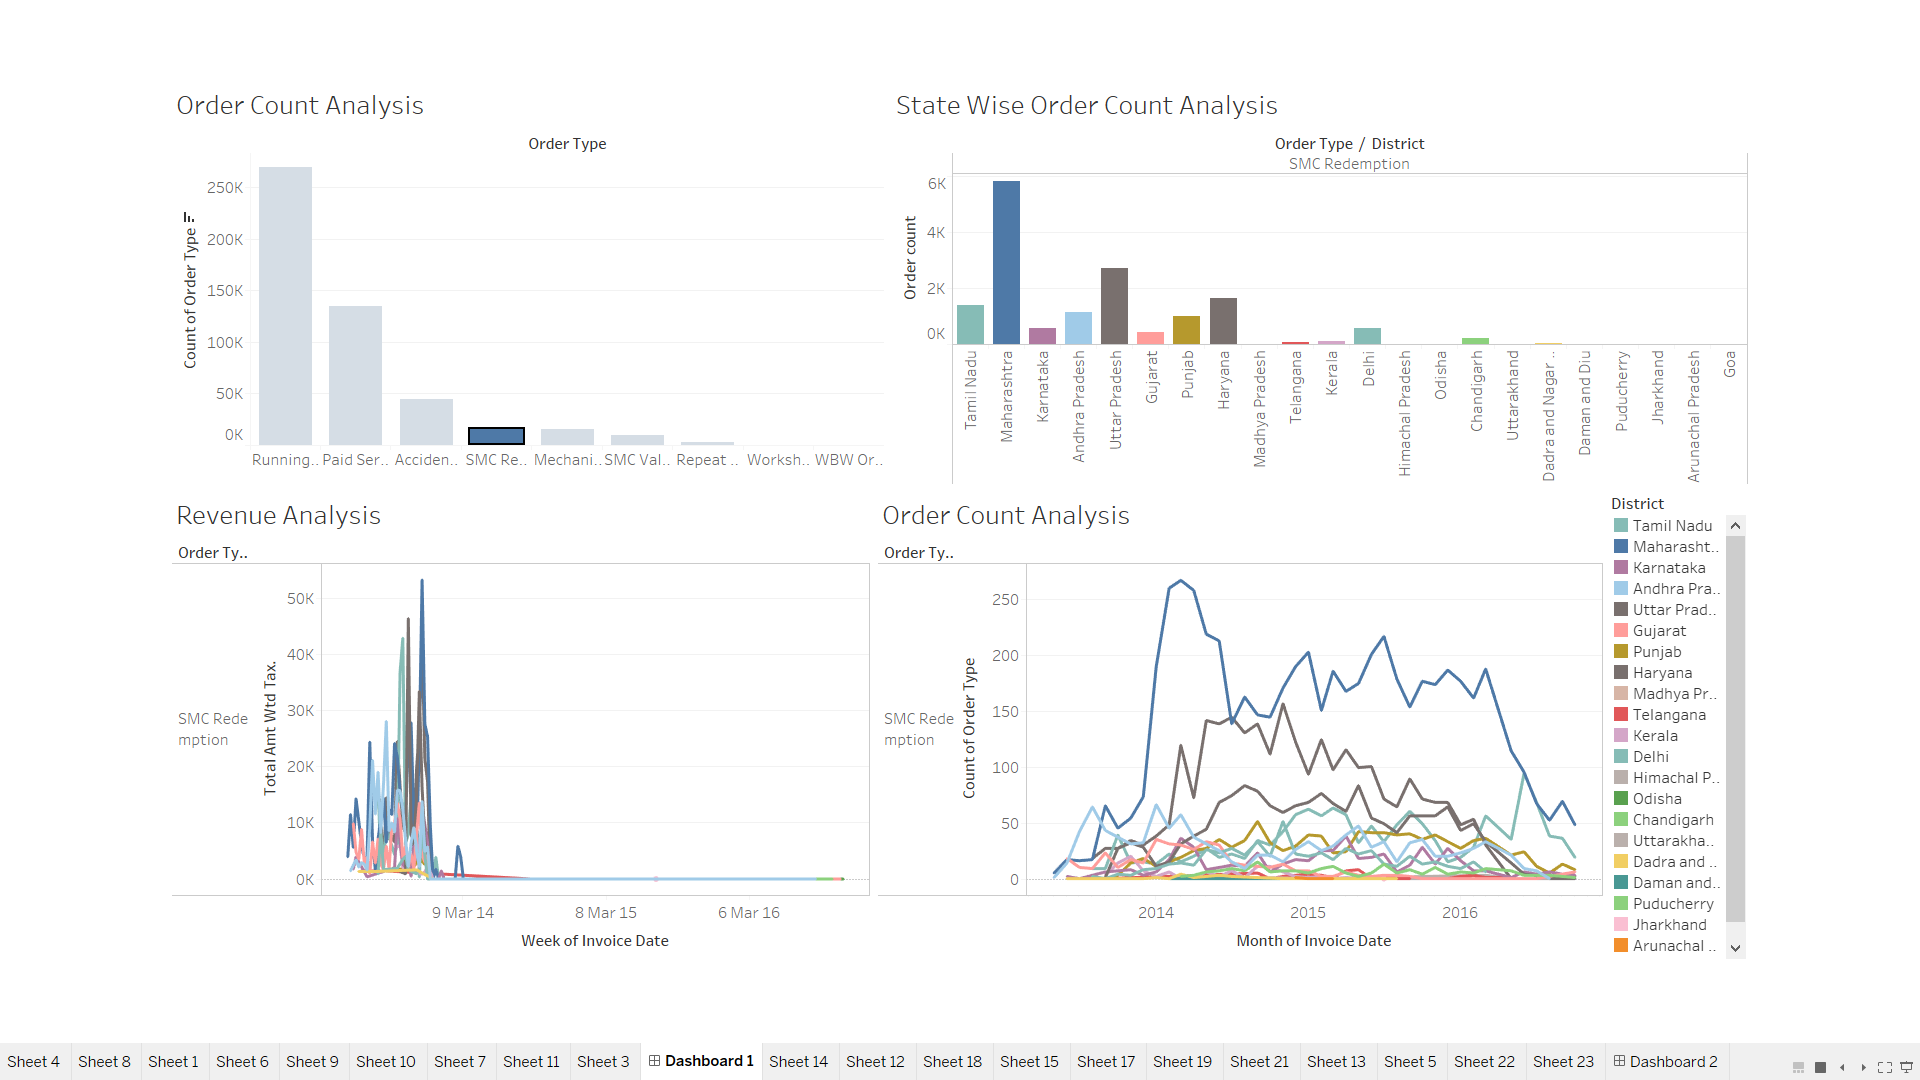 Order Count Analysis
Order Type
Count of Order Type
250K
200K
150K
100K
50K
0K
Running.. Paid Ser.. Acciden.. SMC Re.. Mechani.. SMC Val.. Repeat .. Worksh.. WBW Or..
State Wise Order Count Analysis
Order Type / District
SMC Redemption
Order count
6K
4K
2K
0K
Tamil Nadu
Maharashtra
Karnataka
Andhra Pradesh
Uttar Pradesh
Gujarat
Punjab
Haryana
Madhya Pradesh
Telangana
Kerala
Delhi
Himachal Pradesh
Odisha
Chandigarh
Uttarakhand
Dadra and Nagar ..
Daman and Diu
Puducherry
Jharkhand
Arunachal Pradesh
Goa
Revenue Analysis
Order Ty..
SMC Rede
mption
Total Amt Wtd Tax.
50K
40K
30K
20K
10K
0K
9 Mar 14 8 Mar 15 6 Mar 16
Week of Invoice Date
Order Count Analysis
Order Ty..
SMC Rede
mption
Count of Order Type
250
200
150
100
50
0
2014 2015 2016
Month of Invoice Date
District
Tamil Nadu
Maharasht..
Karnataka
Andhra Pra..
Uttar Prad..
Gujarat
Punjab
Haryana
Madhya Pr..
Telangana
Kerala
Delhi
Himachal P..
Odisha
Chandigarh
Uttarakha..
Dadra and ..
Daman and..
Puducherry
Jharkhand
Arunachal ..
Sheet 4 Sheet 8 Sheet 1 Sheet 6 Sheet 9 Sheet 10 Sheet 7 Sheet 11 Sheet 3 Dashboard 1 Sheet 14 Sheet 12 Sheet 18 Sheet 15 Sheet 17 Sheet 19 Sheet 21 Sheet 13 Sheet 5 Sheet 22 Sheet 23 Dashboard 2